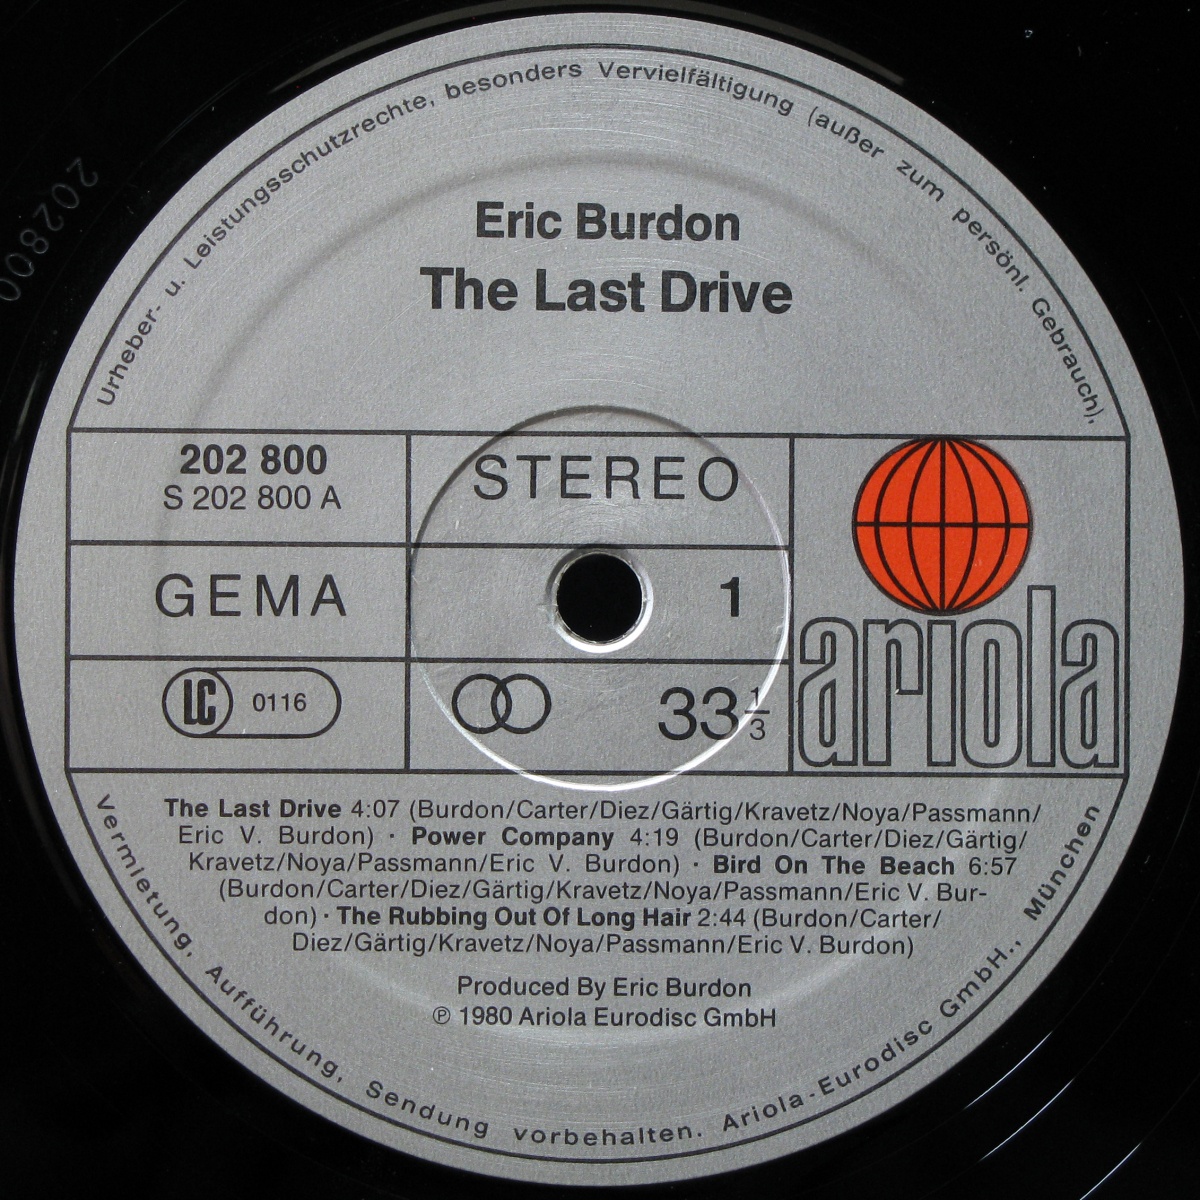 Urheber- u. Leistungsschutzrechte, besonders Vervielfältigung (außer zum persönl. Gebrauch),
202800
Eric Burdon
The Last Drive
202 800
S 202 800 A
STEREO
GEMA
1
LC 0116
33 1/3
ariola
The Last Drive 4:07 (Burdon/Carter/Diez/Gärtig/Kravetz/Noya/Passmann/
Eric V. Burdon) · Power Company 4:19 (Burdon/Carter/Diez/Gärtig/
Kravetz/Noya/Passmann/Eric V. Burdon) · Bird On The Beach 6:57
(Burdon/Carter/Diez/Gärtig/Kravetz/Noya/Passmann/Eric V. Bur-
don) · The Rubbing Out Of Long Hair 2:44 (Burdon/Carter/
Diez/Gärtig/Kravetz/Noya/Passmann/Eric V. Burdon)
Produced By Eric Burdon
℗ 1980 Ariola Eurodisc GmbH
Vermietung, Aufführung, Sendung vorbehalten. Ariola-Eurodisc GmbH., München